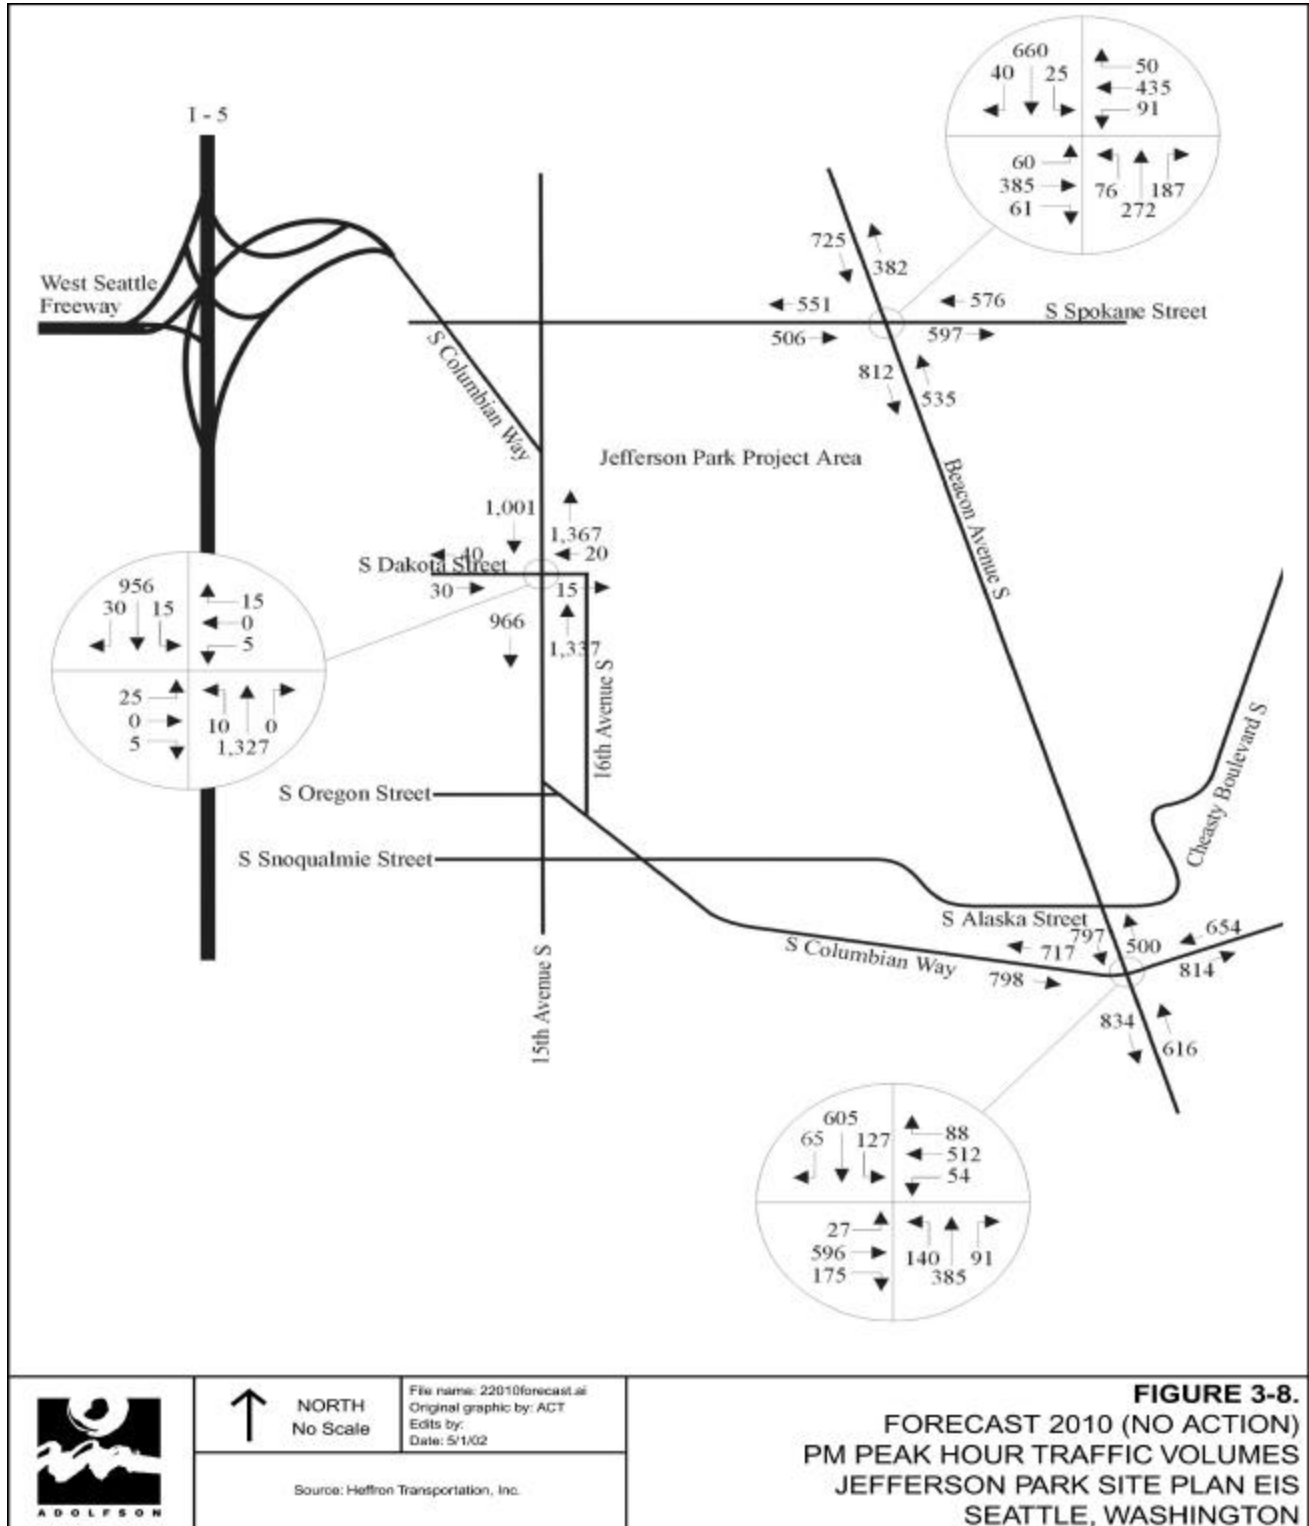 660
40
25
50
435
91
60
385
61
76
187
272
I - 5
725
382
West Seattle
Freeway
551
576
S Spokane Street
506
597
S Columbian Way
812
535
Jefferson Park Project Area
Beacon Avenue S
1,001
1,367
40
20
S Dakota Street
30
15
966
1,337
956
30
15
15
0
5
25
0
5
10
0
1,327
16th Avenue S
S Oregon Street
S Snoqualmie Street
Cheasty Boulevard S
S Alaska Street
797
500
654
717
814
S Columbian Way
798
15th Avenue S
834
616
605
65
127
88
512
54
27
596
175
140
91
385
ADOLFSON
NORTH
No Scale
File name: 22010forecast.ai
Original graphic by: ACT
Edits by:
Date: 5/1/02
Source: Heffron Transportation, Inc.
FIGURE 3-8.
FORECAST 2010 (NO ACTION)
PM PEAK HOUR TRAFFIC VOLUMES
JEFFERSON PARK SITE PLAN EIS
SEATTLE, WASHINGTON